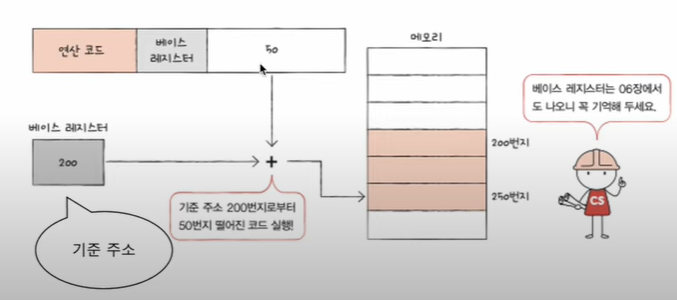 메모리
연산 코드
베이스
레지스터
50
베이스 레지스터는 06장에서
도 나오니 꼭 기억해 두세요.
베이스 레지스터
200
+
200번지
250번지
기준 주소 200번지로부터
50번지 떨어진 코드 실행!
CS
기준 주소